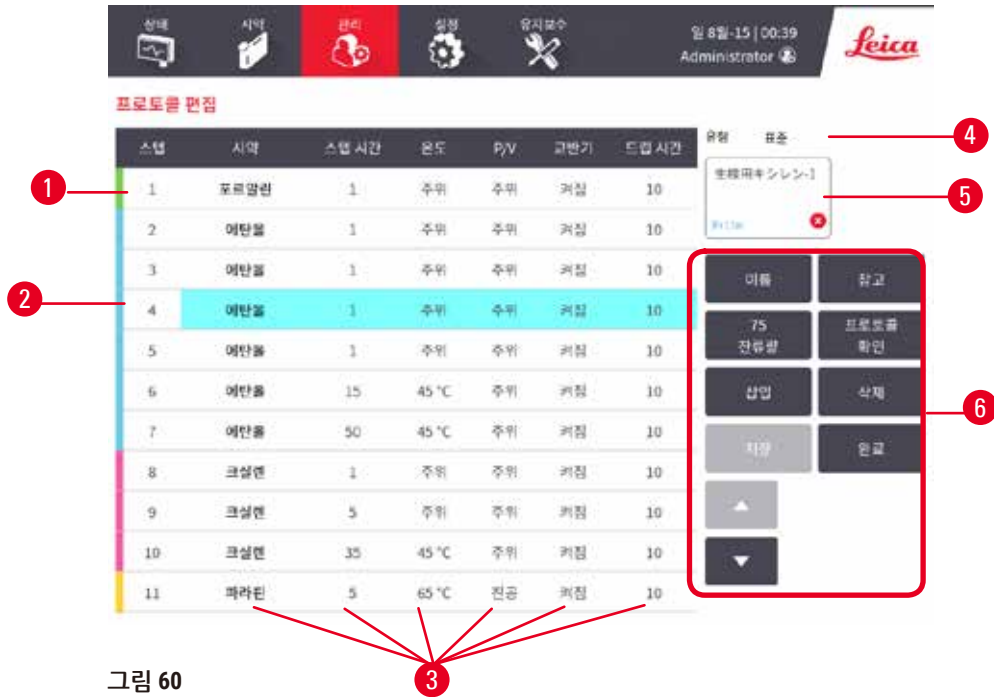 상태 시약 관리 설정 유지보수
일 8월-15 | 00:39
Administrator
Leica
프로토콜 편집
스텝 시약 스텝 시간 온도 P/V 교반기 드립 시간
1 포르말린 1 주위 주위 켜짐 10
2 에탄올 1 주위 주위 켜짐 10
3 에탄올 1 주위 주위 켜짐 10
4 에탄올 1 주위 주위 켜짐 10
5 에탄올 1 주위 주위 켜짐 10
6 에탄올 15 45 °C 주위 켜짐 10
7 에탄올 50 45 °C 주위 켜짐 10
8 크실렌 1 주위 주위 켜짐 10
9 크실렌 5 주위 주위 켜짐 10
10 크실렌 35 45 °C 주위 켜짐 10
11 파라핀 5 65 °C 진공 켜짐 10
유형 표준
生検用キシレン-1
이름 참고
75
잔류량
프로토콜
확인
삽입 삭제
저장 완료
1
2
3
4
5
6
그림 60